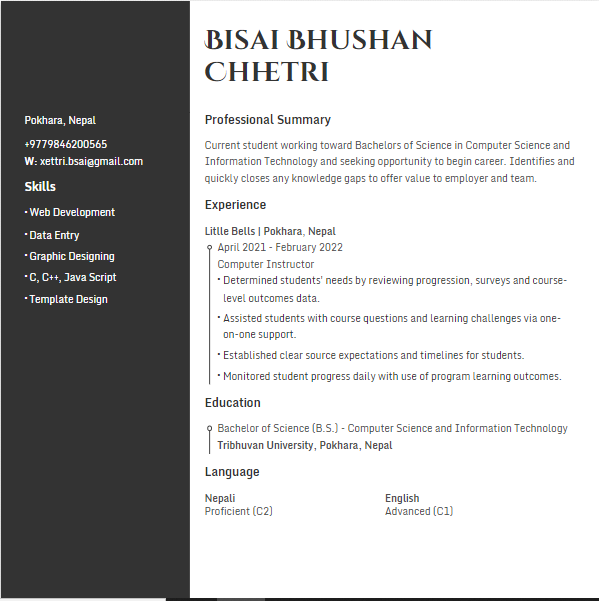 Bisai Bhushan
Chhetri
Pokhara, Nepal
+9779846200565
W: xettri.bsai@gmail.com
Skills
• Web Development
• Data Entry
• Graphic Designing
• C, C++, Java Script
• Template Design
Professional Summary
Current student working toward Bachelors of Science in Computer Science and
Information Technology and seeking opportunity to begin career. Identifies and
quickly closes any knowledge gaps to offer value to employer and team.
Experience
Litlle Bells | Pokhara, Nepal
April 2021 - February 2022
Computer Instructor
• Determined students' needs by reviewing progression, surveys and course-
level outcomes data.
• Assisted students with course questions and learning challenges via one-
on-one support.
• Established clear source expectations and timelines for students.
• Monitored student progress daily with use of program learning outcomes.
Education
Bachelor of Science (B.S.) - Computer Science and Information Technology
Tribhuvan University, Pokhara, Nepal
Language
Nepali
Proficient (C2)
English
Advanced (C1)